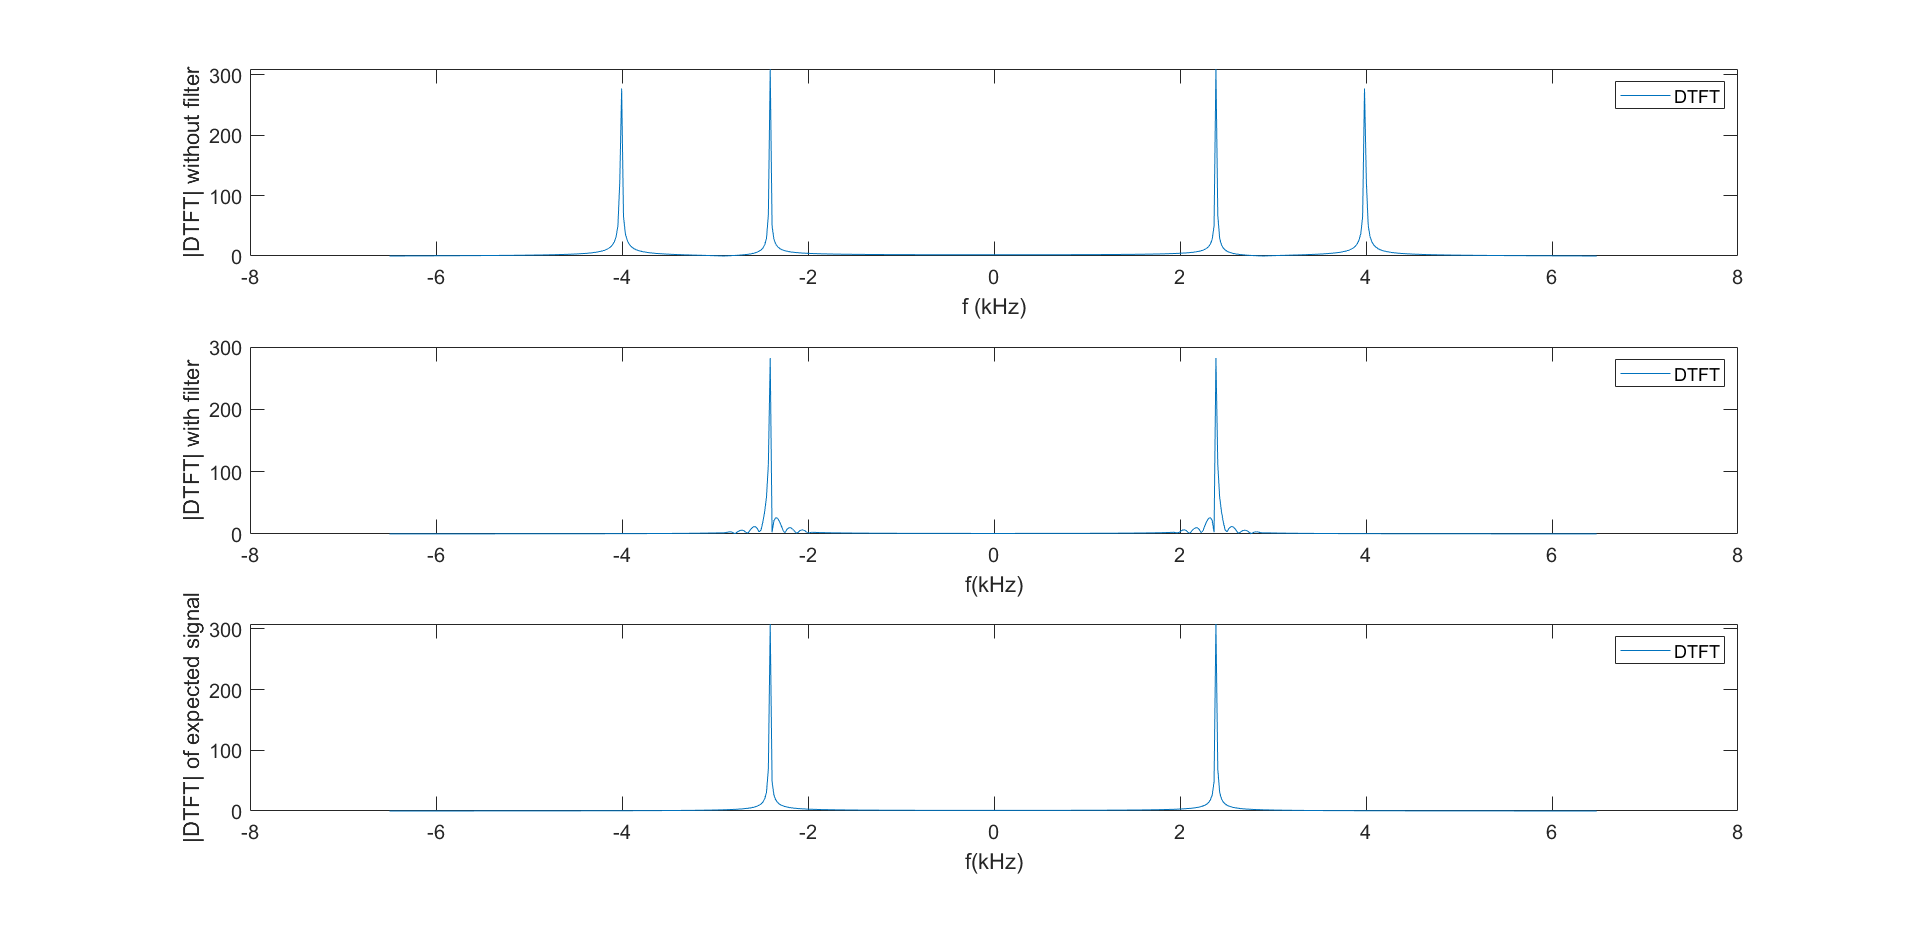 |DTFT| without filter
300
200
100
0
DTFT
-8 -6 -4 -2 0 2 4 6 8
f (kHz)
|DTFT| with filter
300
200
100
0
DTFT
-8 -6 -4 -2 0 2 4 6 8
f(kHz)
|DTFT| of expected signal
300
200
100
0
DTFT
-8 -6 -4 -2 0 2 4 6 8
f(kHz)